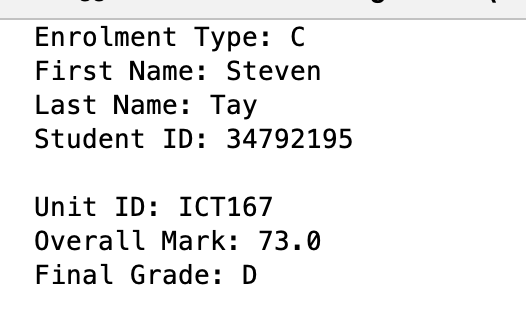 Enrolment Type: C
First Name: Steven
Last Name: Tay
Student ID: 34792195
Unit ID: ICT167
Overall Mark: 73.0
Final Grade: D